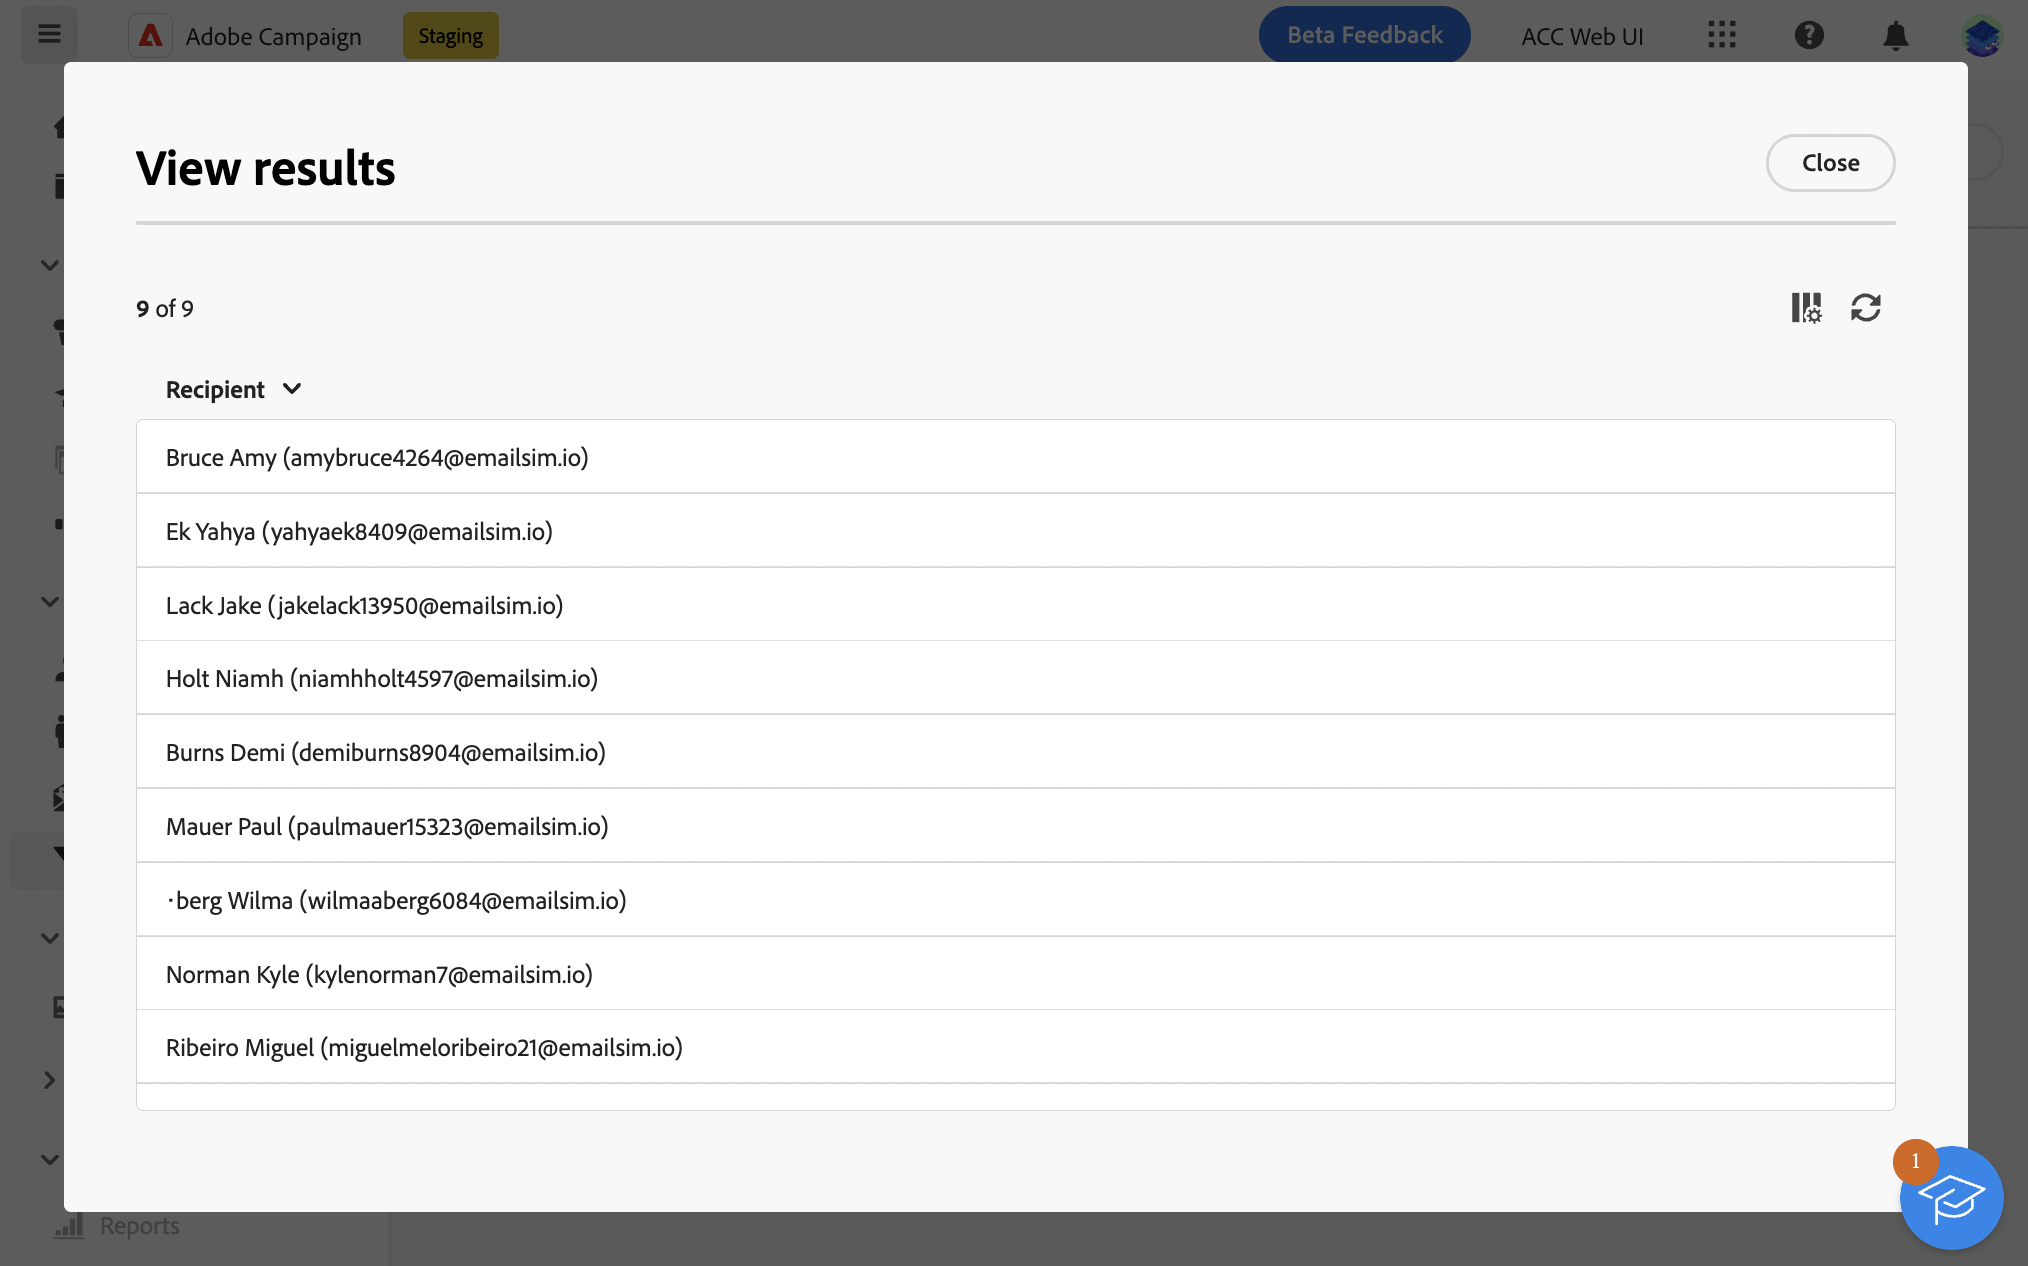 Adobe Campaign
Staging
Beta Feedback
ACC Web UI
View results
Close
9 of 9
Recipient
Bruce Amy (amybruce4264@emailsim.io)
Ek Yahya (yahyaek8409@emailsim.io)
Lack Jake (jakelack13950@emailsim.io)
Holt Niamh (niamhholt4597@emailsim.io)
Burns Demi (demiburns8904@emailsim.io)
Mauer Paul (paulmauer15323@emailsim.io)
·berg Wilma (wilmaaberg6084@emailsim.io)
Norman Kyle (kylenorman7@emailsim.io)
Ribeiro Miguel (miguelmeloribeiro21@emailsim.io)
1
Reports